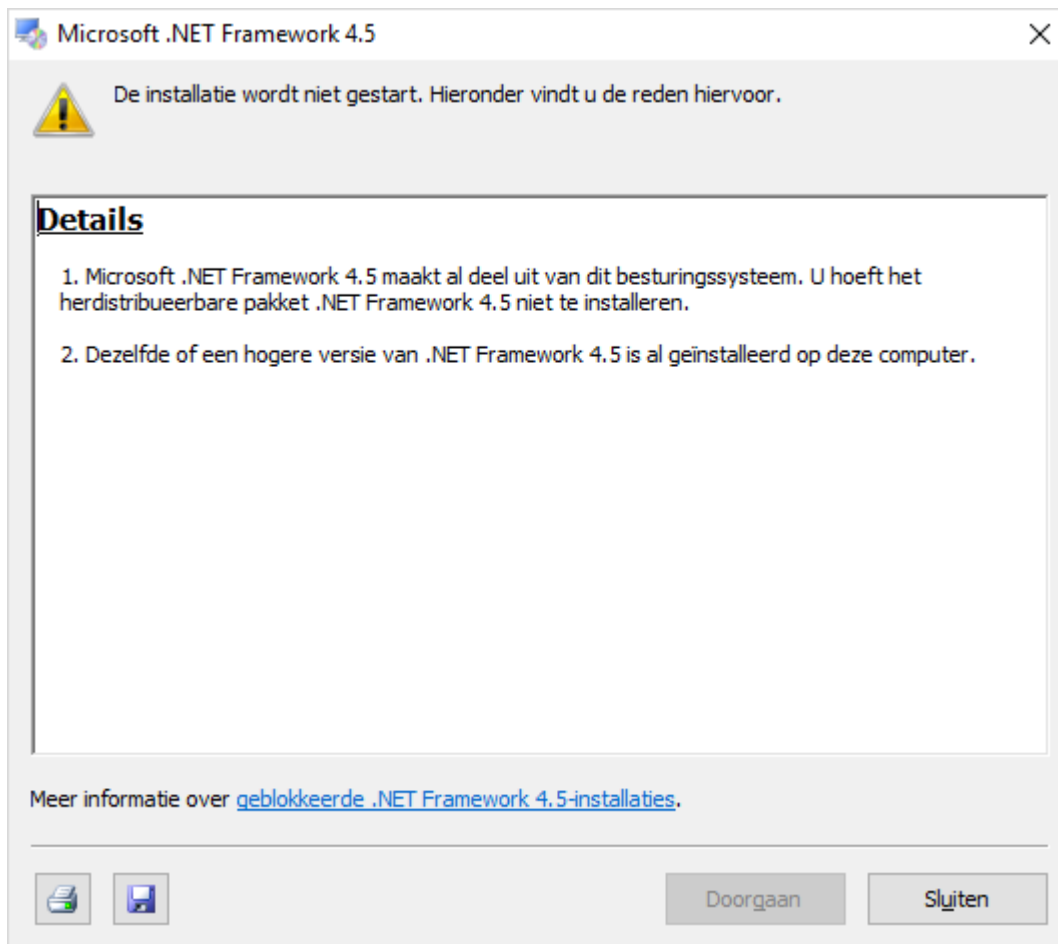 Microsoft .NET Framework 4.5
De installatie wordt niet gestart. Hieronder vindt u de reden hiervoor.
Details
1. Microsoft .NET Framework 4.5 maakt al deel uit van dit besturingssysteem. U hoeft het
herdistribueerbare pakket .NET Framework 4.5 niet te installeren.
2. Dezelfde of een hogere versie van .NET Framework 4.5 is al geïnstalleerd op deze computer.
Meer informatie over geblokkeerde .NET Framework 4.5-installaties.
Doorgaan
Sluiten